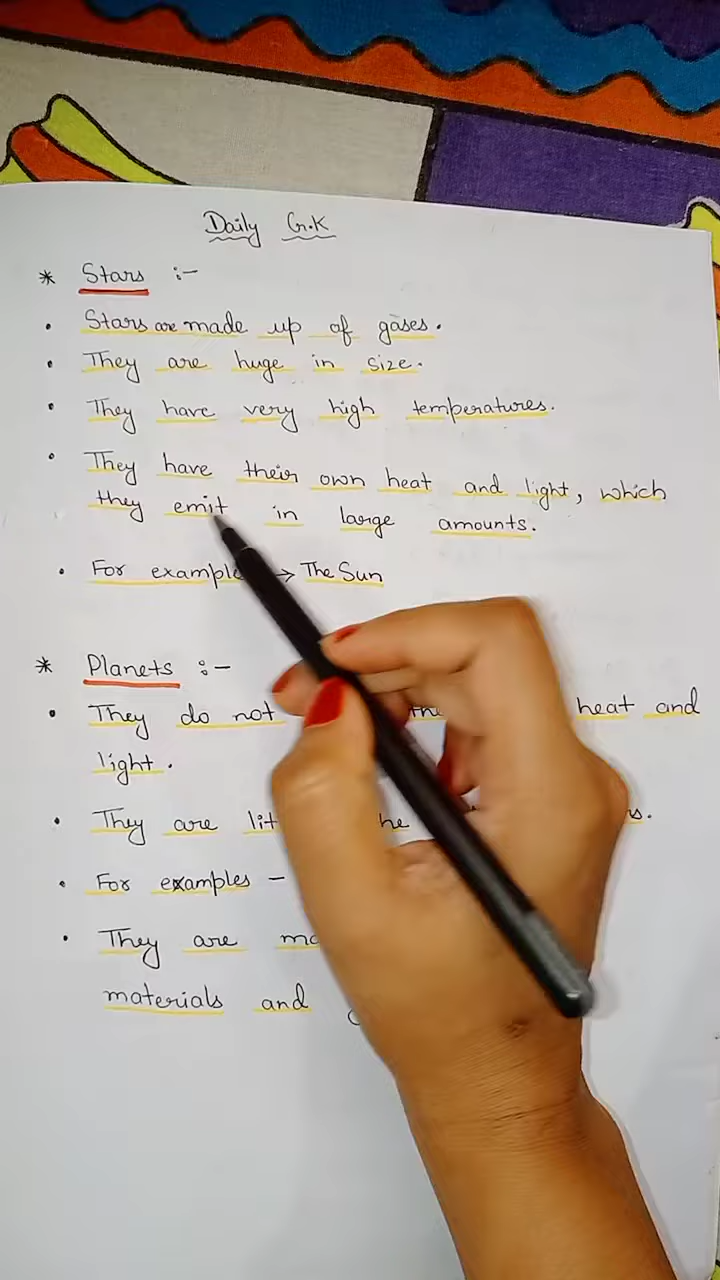 Daily G.K
* Stars :-
• Stars are made up of gases.
• They are huge in size.
• They have very high temperatures.
• They have their own heat and light, which
they emit in large amounts.
• For example → The Sun
* Planets :-
• They do not heat and
light.
• They are
• For examples -
• They are
materials and